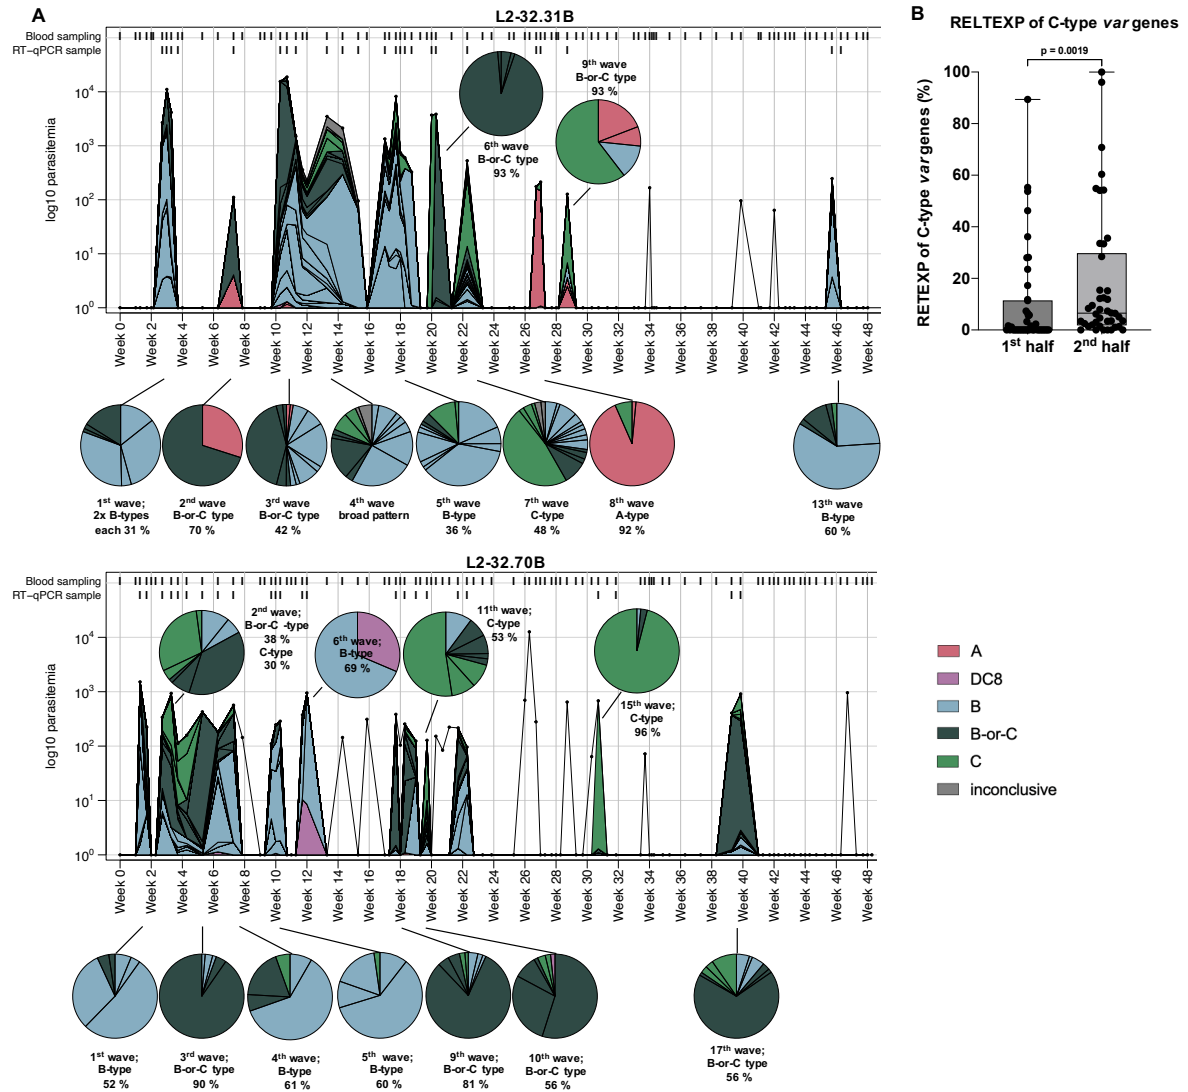 A
L2-32.31B
Blood sampling
RT−qPCR sample
log10 parasitemia
10⁴
10³
10²
10¹
10⁰
6th wave
B-or-C type
93 %
9th wave
B-or-C type
93 %
Week 0
Week 2
Week 4
Week 6
Week 8
Week 10
Week 12
Week 14
Week 16
Week 18
Week 20
Week 22
Week 24
Week 26
Week 28
Week 30
Week 32
Week 34
Week 36
Week 38
Week 40
Week 42
Week 44
Week 46
Week 48
1st wave;
2x B-types
each 31 %
2nd wave
B-or-C type
70 %
3rd wave
B-or-C type
42 %
4th wave
broad pattern
5th wave
B-type
36 %
7th wave
C-type
48 %
8th wave
A-type
92 %
13th wave
B-type
60 %
L2-32.70B
Blood sampling
RT−qPCR sample
log10 parasitemia
10⁴
10³
10²
10¹
10⁰
2nd wave;
B-or-C -type
38 %
C-type
30 %
6th wave;
B-type
69 %
11th wave;
C-type
53 %
15th wave;
C-type
96 %
Week 0
Week 2
Week 4
Week 6
Week 8
Week 10
Week 12
Week 14
Week 16
Week 18
Week 20
Week 22
Week 24
Week 26
Week 28
Week 30
Week 32
Week 34
Week 36
Week 38
Week 40
Week 42
Week 44
Week 46
Week 48
1st wave;
B-type
52 %
3rd wave;
B-or-C type
90 %
4th wave;
B-type
61 %
5th wave;
B-type
60 %
9th wave;
B-or-C type
81 %
10th wave;
B-or-C type
56 %
17th wave;
B-or-C type
56 %
B
RELTEXP of C-type var genes
p = 0.0019
RETEXP of C-type var genes (%)
100
80
60
40
20
0
1st half
2nd half
A
DC8
B
B-or-C
C
inconclusive